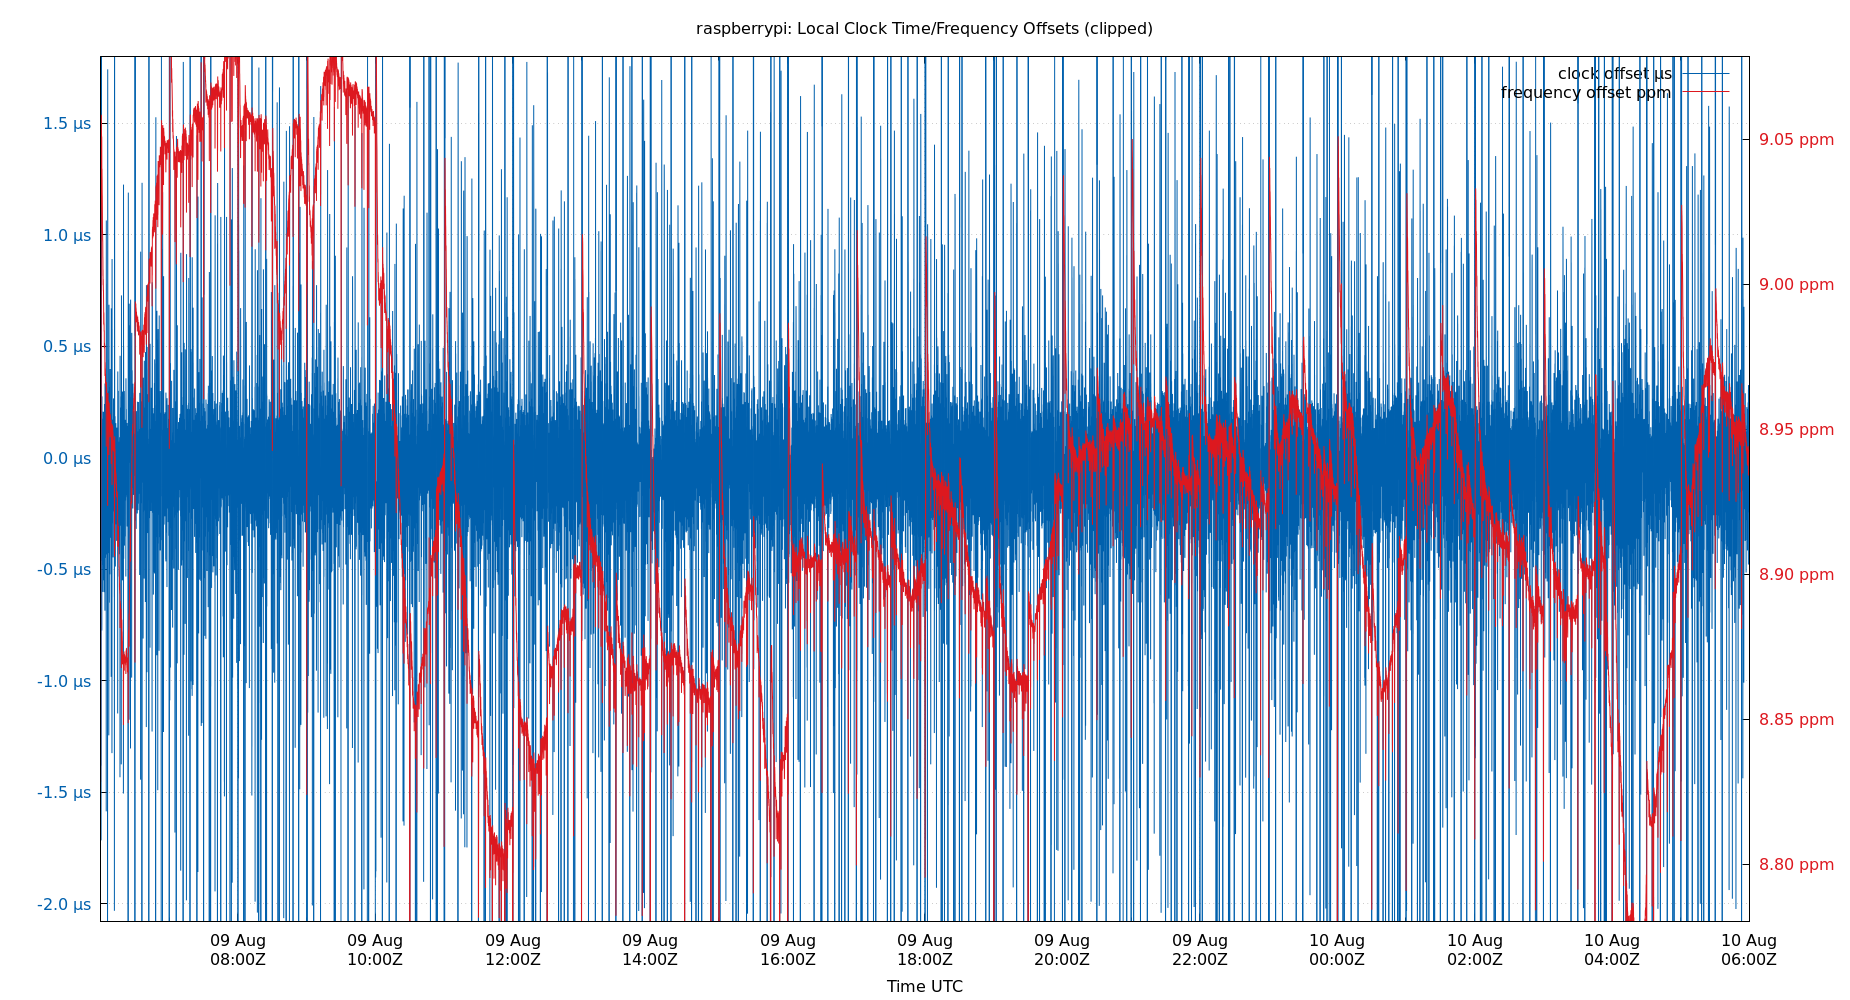 raspberrypi: Local Clock Time/Frequency Offsets (clipped)
clock offset μs
frequency offset ppm
1.5 μs
1.0 μs
0.5 μs
0.0 μs
-0.5 μs
-1.0 μs
-1.5 μs
-2.0 μs
9.05 ppm
9.00 ppm
8.95 ppm
8.90 ppm
8.85 ppm
8.80 ppm
09 Aug 09 Aug 09 Aug 09 Aug 09 Aug 09 Aug 09 Aug 09 Aug 10 Aug 10 Aug 10 Aug 10 Aug
08:00Z 10:00Z 12:00Z 14:00Z 16:00Z 18:00Z 20:00Z 22:00Z 00:00Z 02:00Z 04:00Z 06:00Z
Time UTC